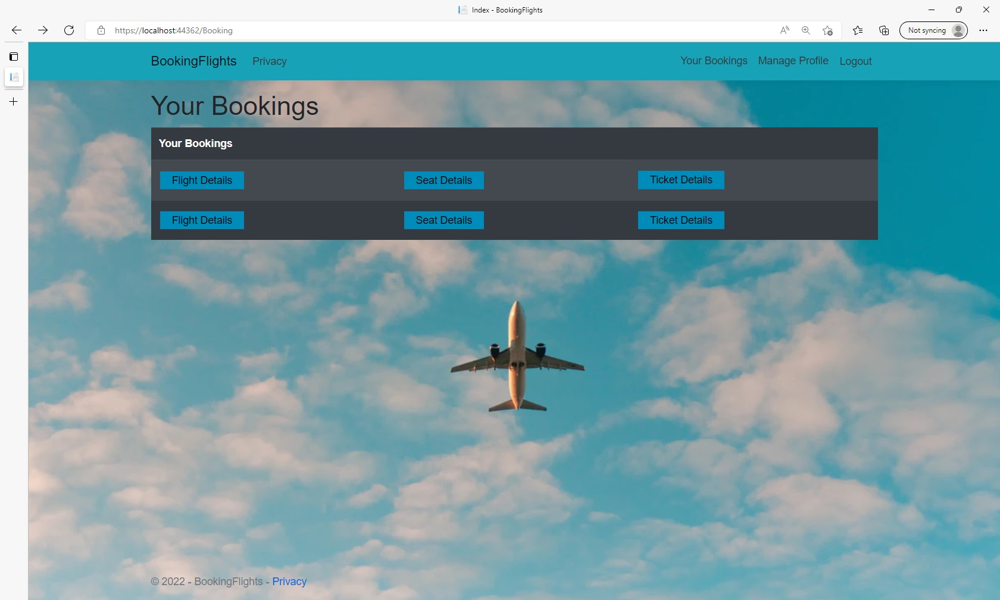 Index - BookingFlights
https://localhost:44362/Booking
Not syncing
BookingFlights Privacy Your Bookings Manage Profile Logout
Your Bookings
Your Bookings
Flight Details Seat Details Ticket Details
Flight Details Seat Details Ticket Details
© 2022 - BookingFlights - Privacy